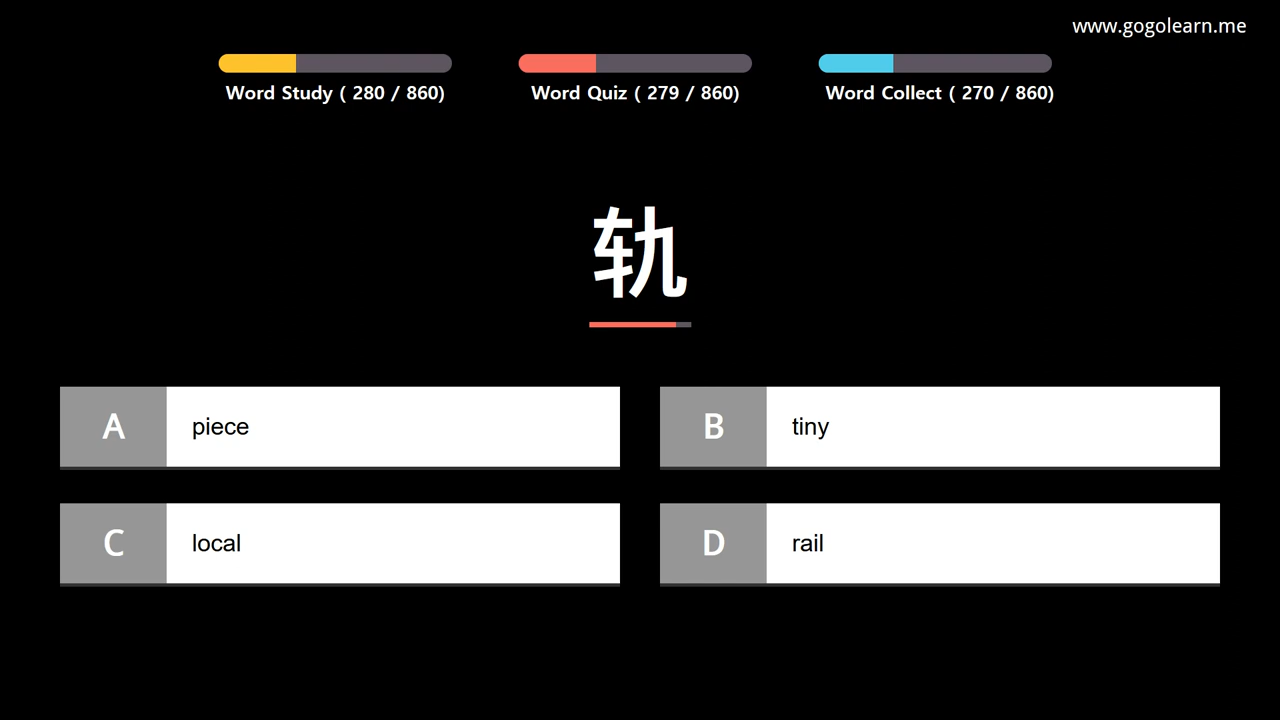 www.gogolearn.me
Word Study ( 280 / 860)
Word Quiz ( 279 / 860)
Word Collect ( 270 / 860)
轨
A piece
B tiny
C local
D rail